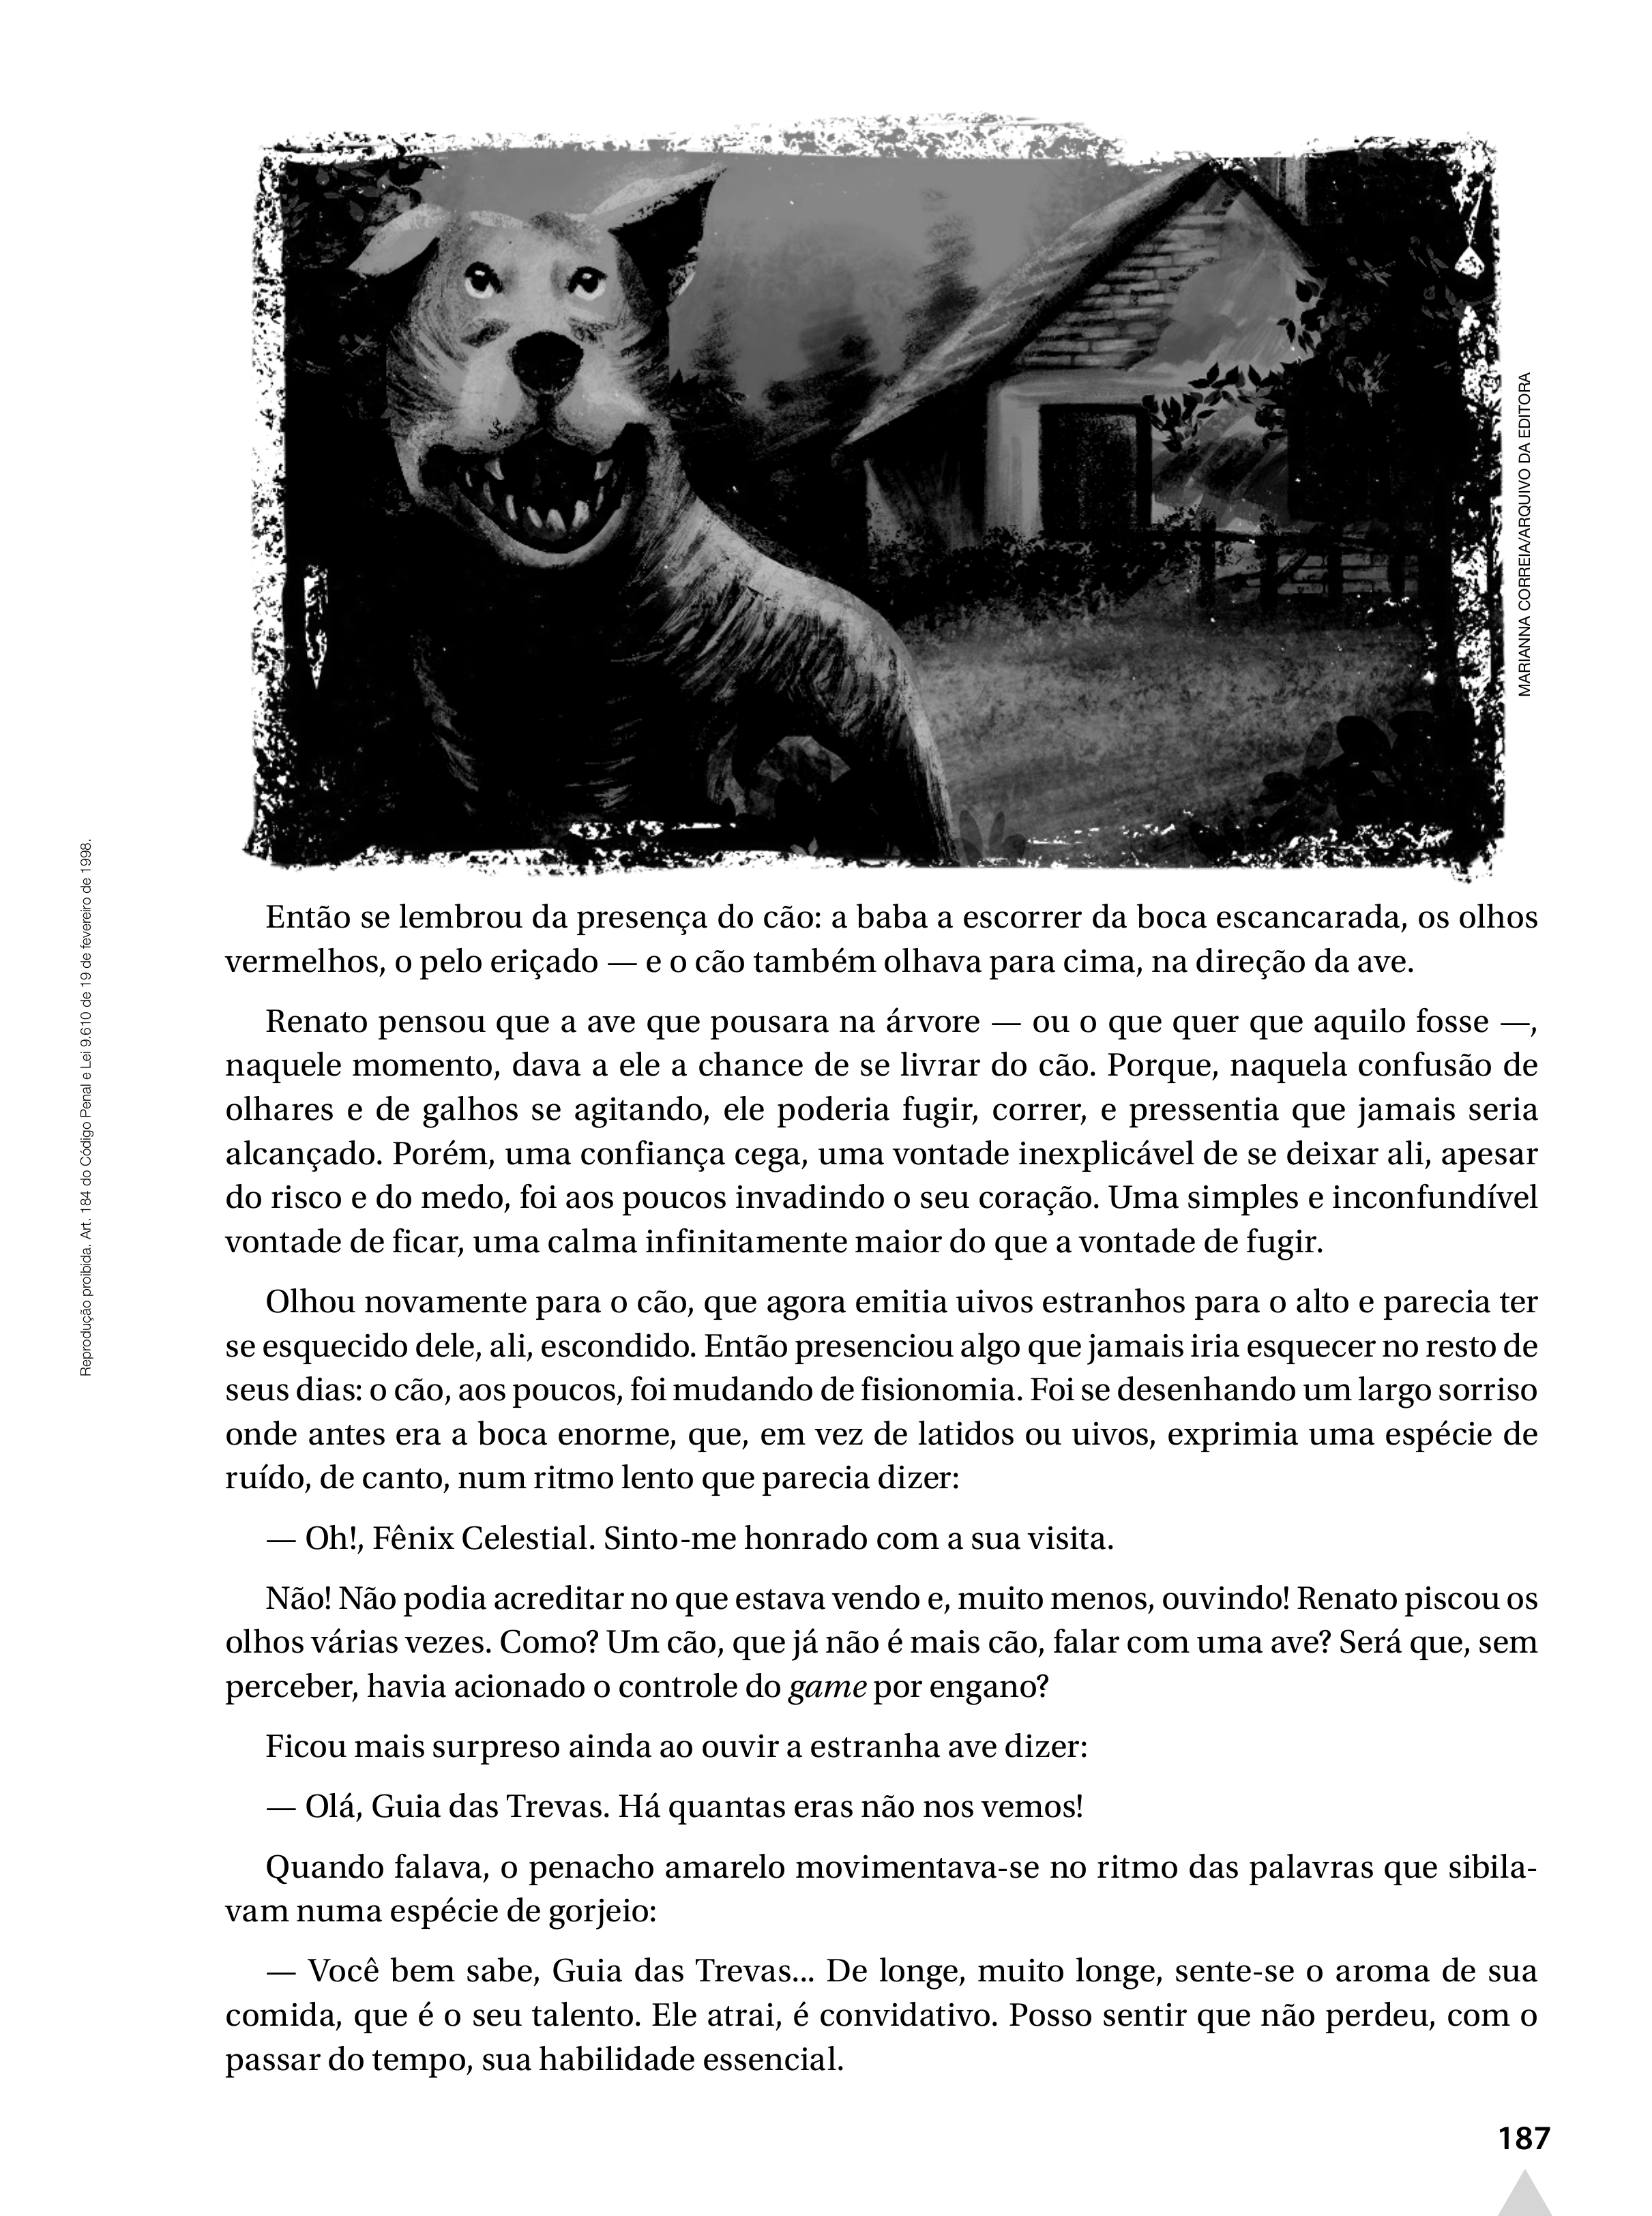 MARIANNA CORREIA/ARQUIVO DA EDITORA
Reprodução proibida. Art. 184 do Código Penal e Lei 9.610 de 19 de fevereiro de 1998.
Então se lembrou da presença do cão: a baba a escorrer da boca escancarada, os olhos
vermelhos, o pelo eriçado — e o cão também olhava para cima, na direção da ave.
Renato pensou que a ave que pousara na árvore — ou o que quer que aquilo fosse —,
naquele momento, dava a ele a chance de se livrar do cão. Porque, naquela confusão de
olhares e de galhos se agitando, ele poderia fugir, correr, e pressentia que jamais seria
alcançado. Porém, uma confiança cega, uma vontade inexplicável de se deixar ali, apesar
do risco e do medo, foi aos poucos invadindo o seu coração. Uma simples e inconfundível
vontade de ficar, uma calma infinitamente maior do que a vontade de fugir.
Olhou novamente para o cão, que agora emitia uivos estranhos para o alto e parecia ter
se esquecido dele, ali, escondido. Então presenciou algo que jamais iria esquecer no resto de
seus dias: o cão, aos poucos, foi mudando de fisionomia. Foi se desenhando um largo sorriso
onde antes era a boca enorme, que, em vez de latidos ou uivos, exprimia uma espécie de
ruído, de canto, num ritmo lento que parecia dizer:
— Oh!, Fênix Celestial. Sinto-me honrado com a sua visita.
Não! Não podia acreditar no que estava vendo e, muito menos, ouvindo! Renato piscou os
olhos várias vezes. Como? Um cão, que já não é mais cão, falar com uma ave? Será que, sem
perceber, havia acionado o controle do game por engano?
Ficou mais surpreso ainda ao ouvir a estranha ave dizer:
— Olá, Guia das Trevas. Há quantas eras não nos vemos!
Quando falava, o penacho amarelo movimentava-se no ritmo das palavras que sibila-
vam numa espécie de gorjeio:
— Você bem sabe, Guia das Trevas... De longe, muito longe, sente-se o aroma de sua
comida, que é o seu talento. Ele atrai, é convidativo. Posso sentir que não perdeu, com o
passar do tempo, sua habilidade essencial.
187